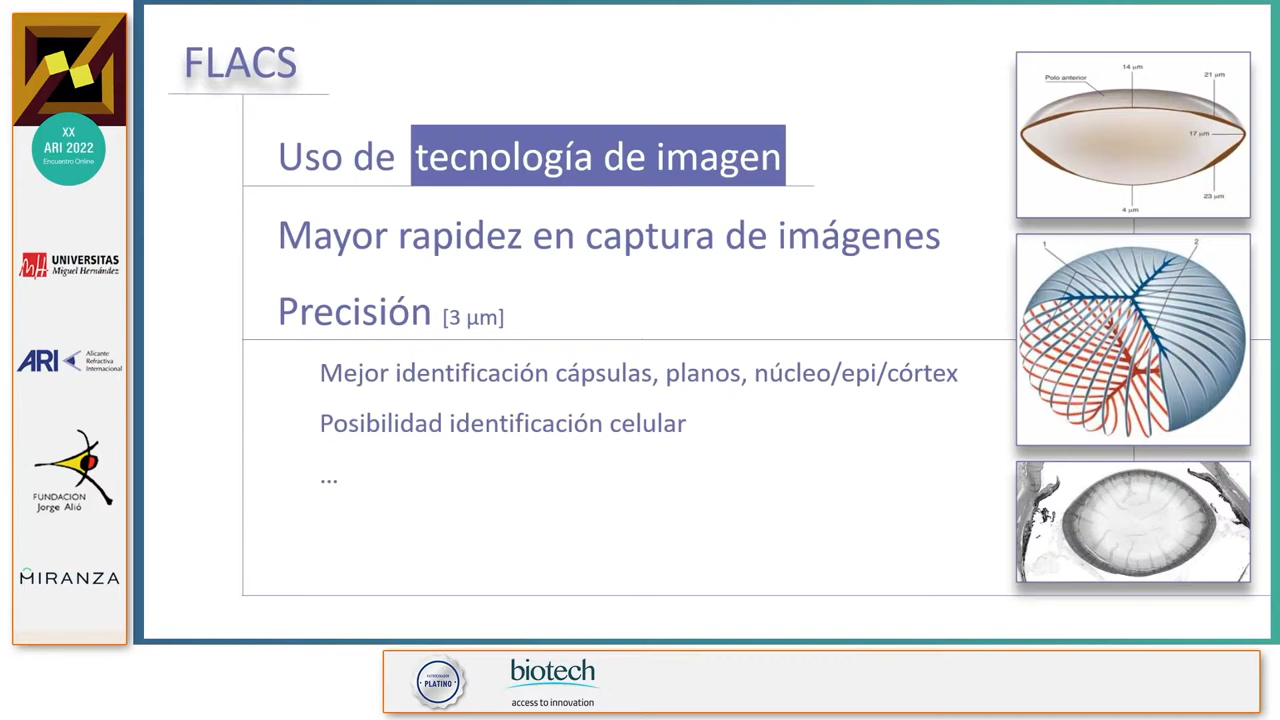 FLACS
Uso de tecnología de imagen
Mayor rapidez en captura de imágenes
Precisión [3 µm]
Mejor identificación cápsulas, planos, núcleo/epi/córtex
Posibilidad identificación celular
...
Polo anterior
14 µm
21 µm
17 µm
23 µm
4 µm
1
2
XX
ARI 2022
Encuentro Online
UNIVERSITAS
Miguel Hernández
ARI
Alicante
Refractiva
Internacional
FUNDACION
Jorge Alió
MIRANZA
PATROCINADOR
PLATINO
biotech
access to innovation